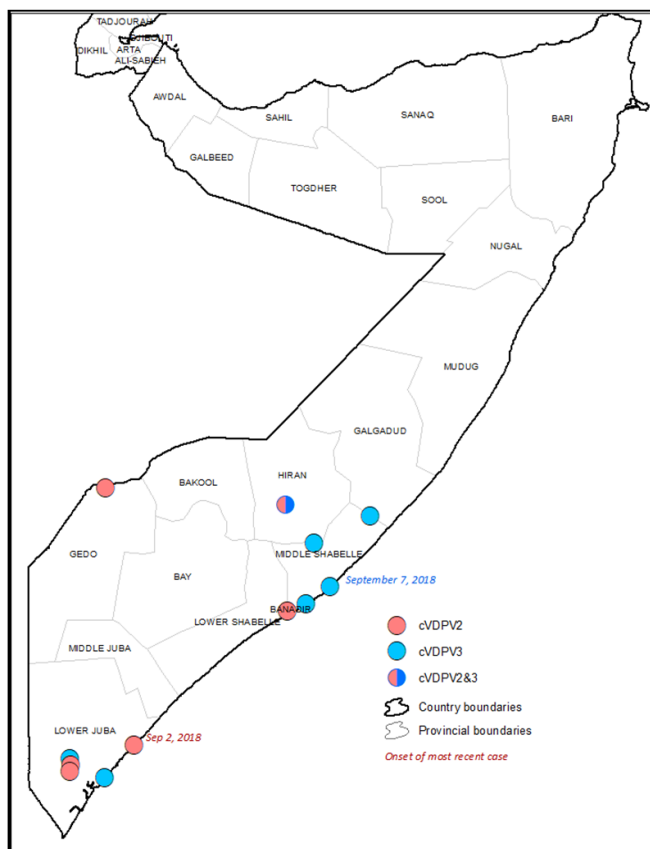 TADJOURAH
DJIBOUTI
DIKHIL
ARTA
ALI-SABIEH
AWDAL
SAHIL
SANAQ
BARI
GALBEED
TOGDHER
SOOL
NUGAL
MUDUG
GALGADUD
HIRAN
BAKOOL
GEDO
MIDDLE SHABELLE
BAY
September 7, 2018
BANADIR
LOWER SHABELLE
cVDPV2
MIDDLE JUBA
cVDPV3
cVDPV2&3
Country boundaries
LOWER JUBA
Sep 2, 2018
Provincial boundaries
Onset of most recent case